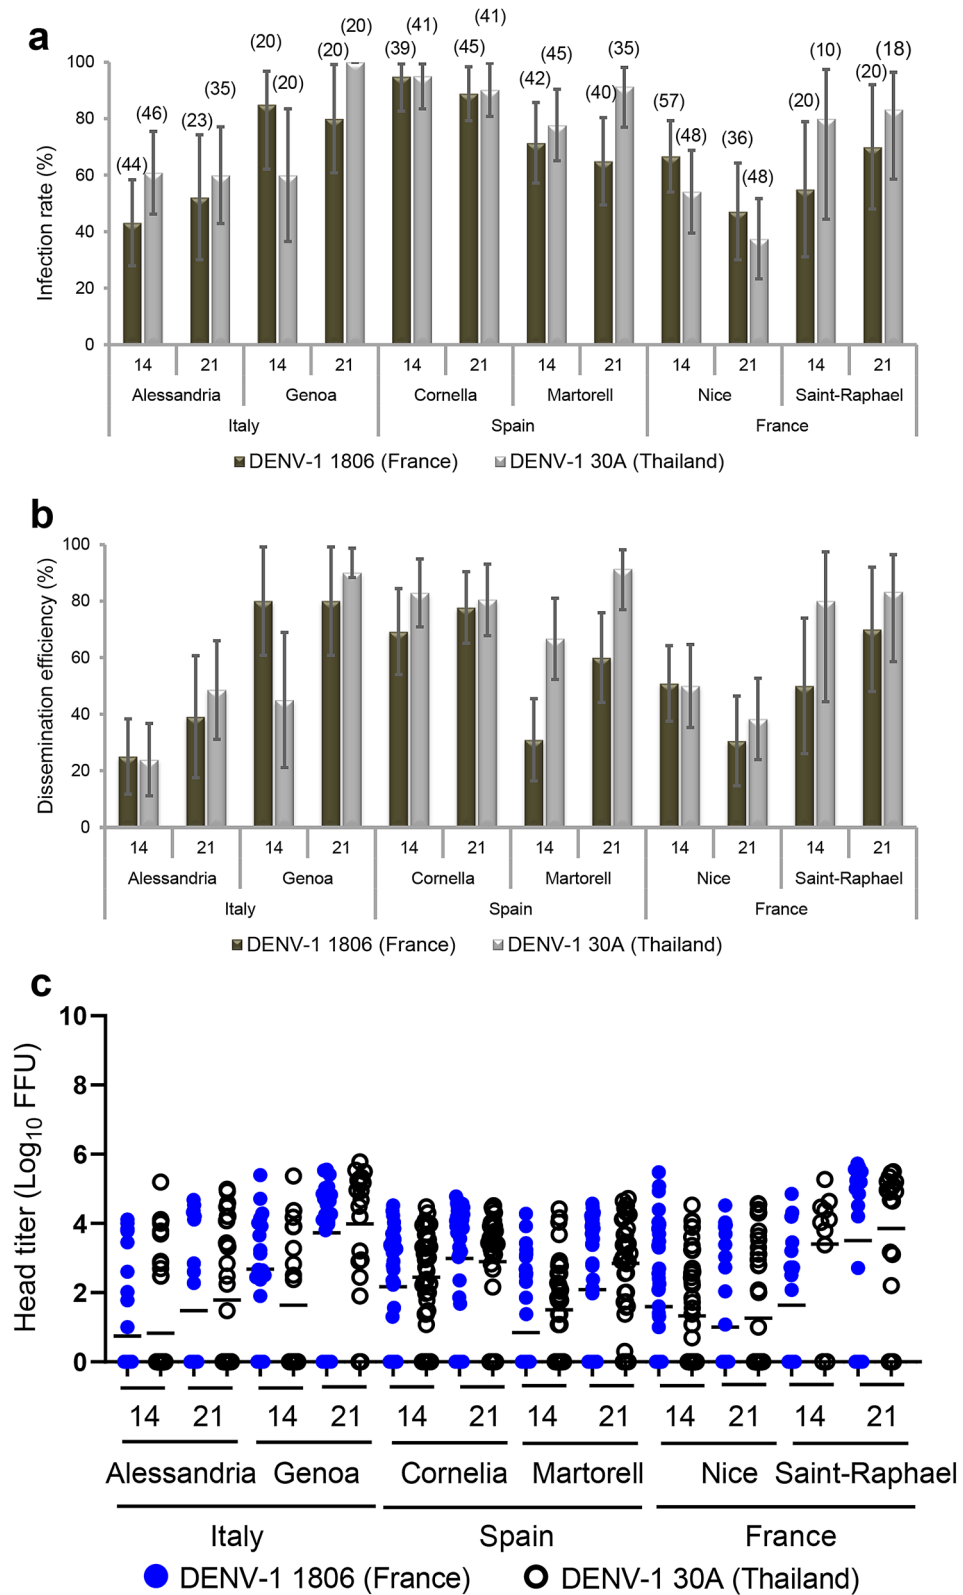 a
(20)
(20)
(41)
(41)
(20)
(20)
(39)
(45)
(45)
(35)
(10)
(18)
(44)
(46)
(23)
(35)
(42)
(40)
(57)
(48)
(36)
(48)
(20)
(20)
Infection rate (%)
100
80
60
40
20
0
14 21 14 21 14 21 14 21 14 21 14 21
Alessandria Genoa Cornella Martorell Nice Saint-Raphael
Italy Spain France
DENV-1 1806 (France) DENV-1 30A (Thailand)
b
Dissemination efficiency (%)
100
80
60
40
20
0
14 21 14 21 14 21 14 21 14 21 14 21
Alessandria Genoa Cornella Martorell Nice Saint-Raphael
Italy Spain France
DENV-1 1806 (France) DENV-1 30A (Thailand)
c
Head titer (Log10 FFU)
10
8
6
4
2
0
14 21 14 21 14 21 14 21 14 21 14 21
Alessandria Genoa Cornelia Martorell Nice Saint-Raphael
Italy Spain France
DENV-1 1806 (France) DENV-1 30A (Thailand)